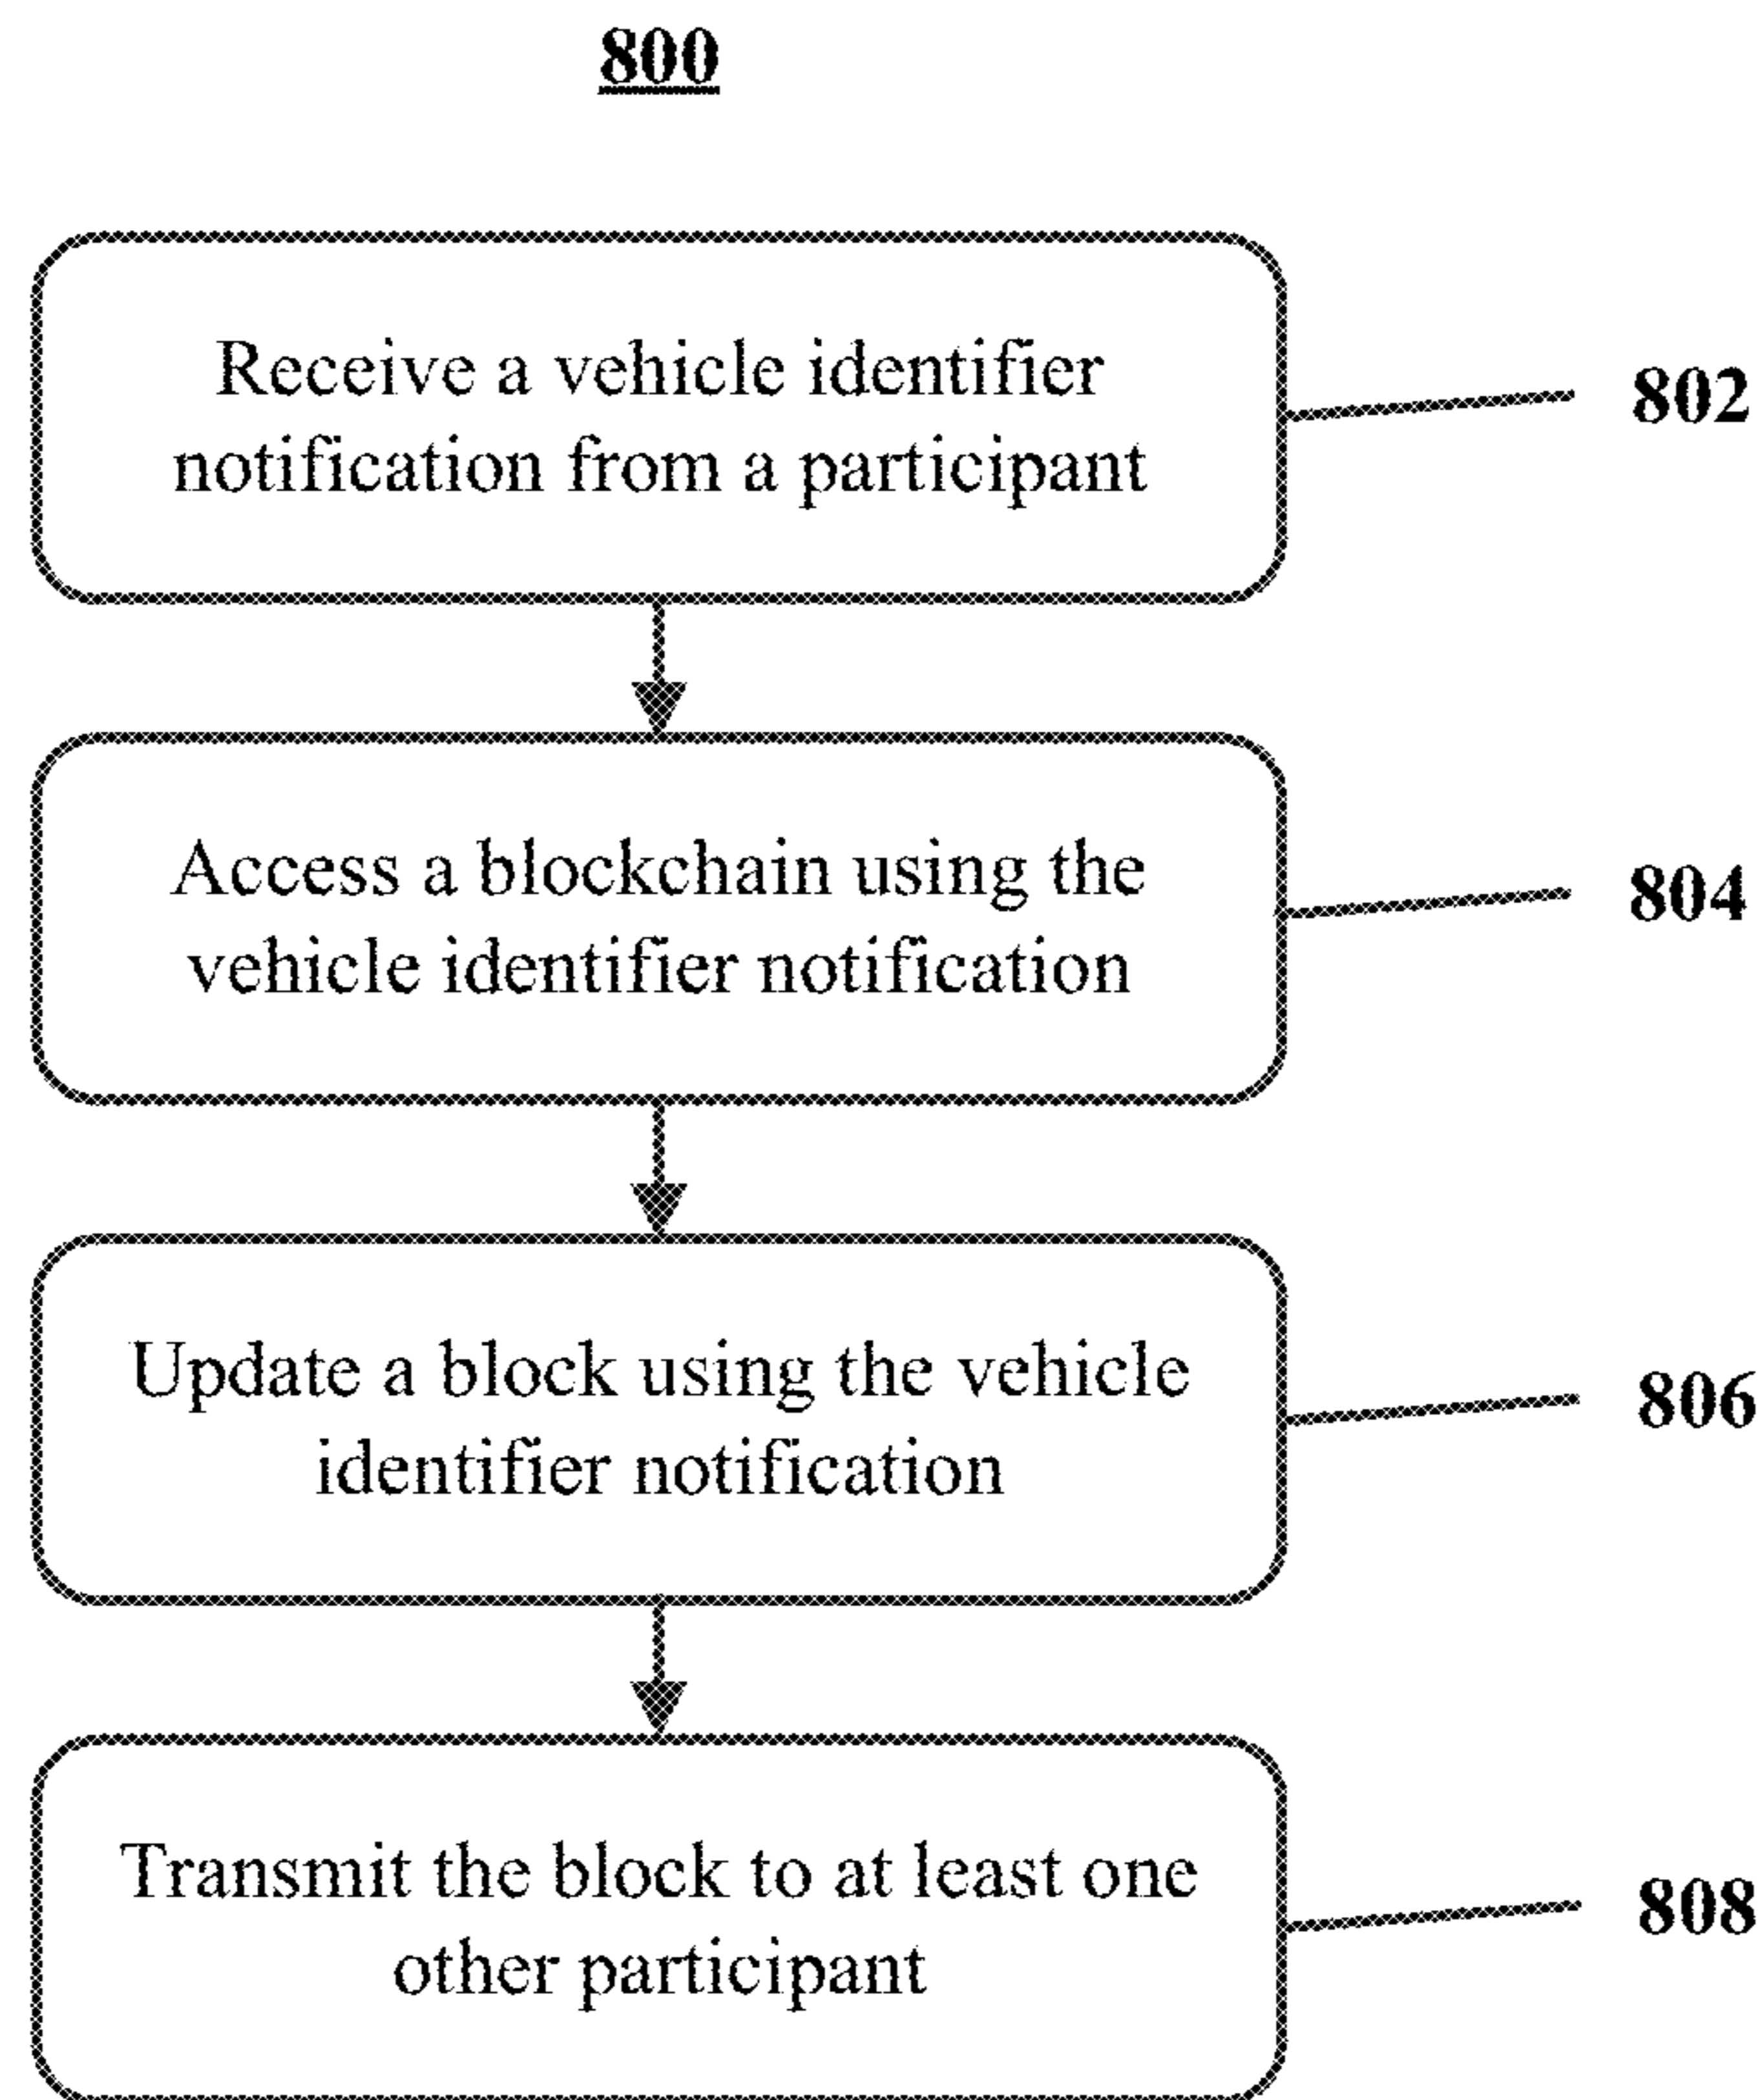 800
Receive a vehicle identifier
notification from a participant
802
Access a blockchain using the
vehicle identifier notification
804
Update a block using the vehicle
identifier notification
806
Transmit the block to at least one
other participant
808